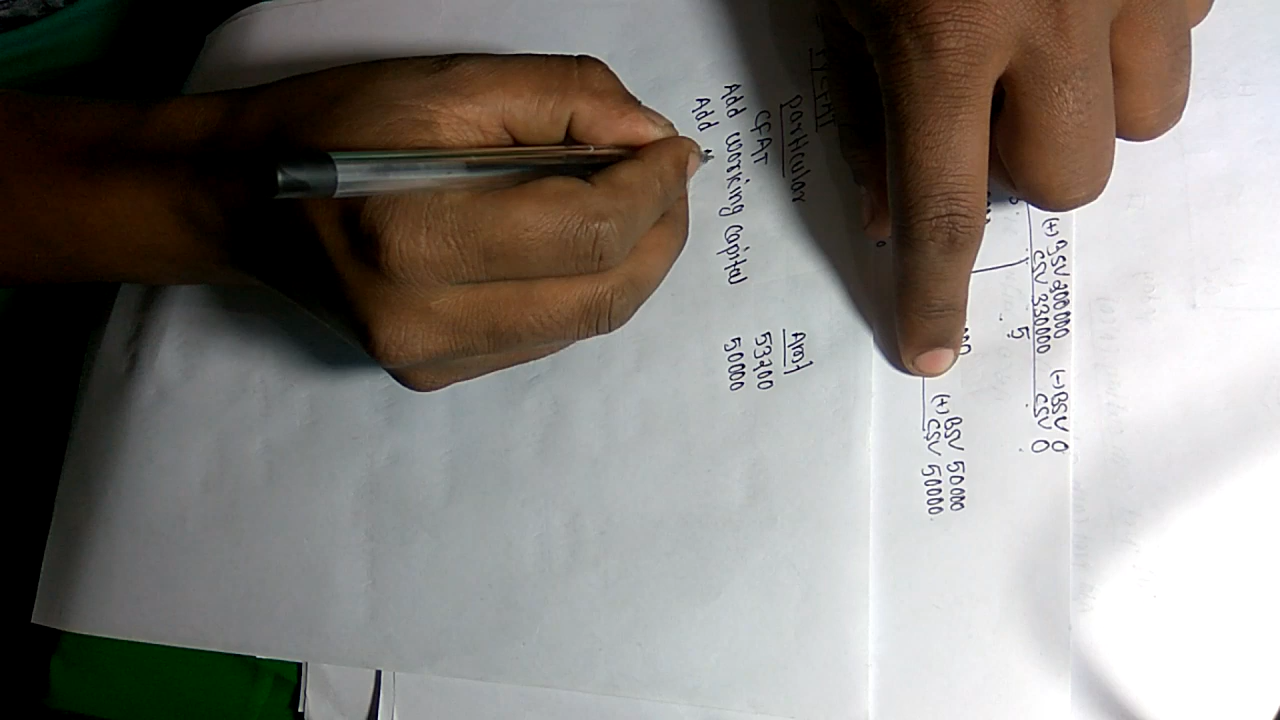 (+) BSV 200000 (-) BSV 0
CSV 330000 CSV 0
5
(+) BSV 50000
CSV 50000
Particular Amt
CFAT 53200
Add working capital 50000
Add